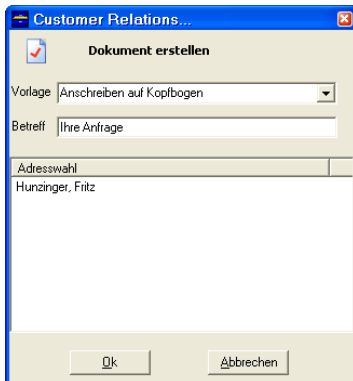 Customer Relations...
Dokument erstellen
Vorlage Anschreiben auf Kopfbogen
Betreff Ihre Anfrage
Adresswahl
Hunzinger, Fritz
Ok Abbrechen